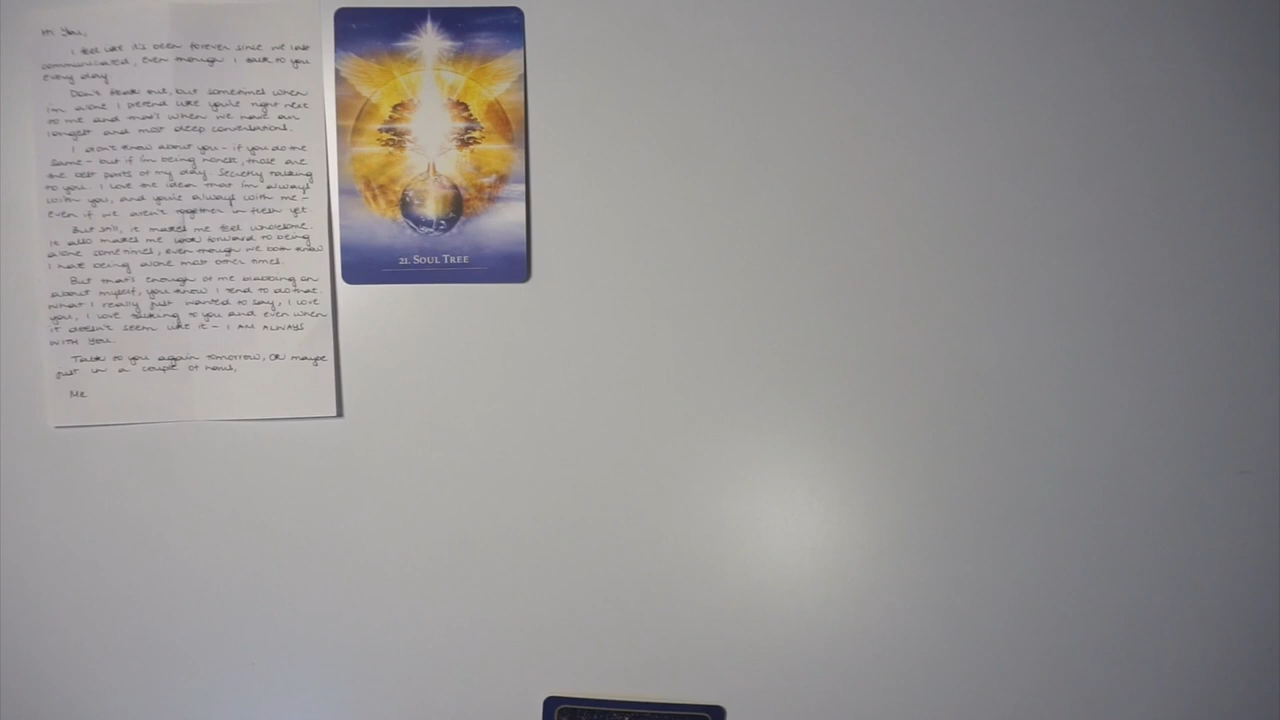 Hi You,
I feel like it's been forever since we last
communicated, even though I talk to you
every day.
Don't freak out, but sometimes when
I'm alone I pretend like you're right next
to me and that's when we have our
longest and most deep conversations.
I don't know about you - if you do the
same - but if I'm being honest, those are
the best parts of my day. Secretly talking
to you. I love the idea that I'm always
with you, and you're always with me -
even if we aren't together in flesh yet.
But still, it makes me feel wholesome.
It also makes me look forward to being
alone sometimes, even though we both know
I hate being alone most other times.
But that's enough of me blabbing on
about myself, you know I tend to do that.
What I really just wanted to say, I love
you, I love talking to you and even when
it doesn't seem like it - I AM ALWAYS
WITH YOU.
Talk to you again tomorrow, OR maybe
just in a couple of hours,
Me
21. SOUL TREE